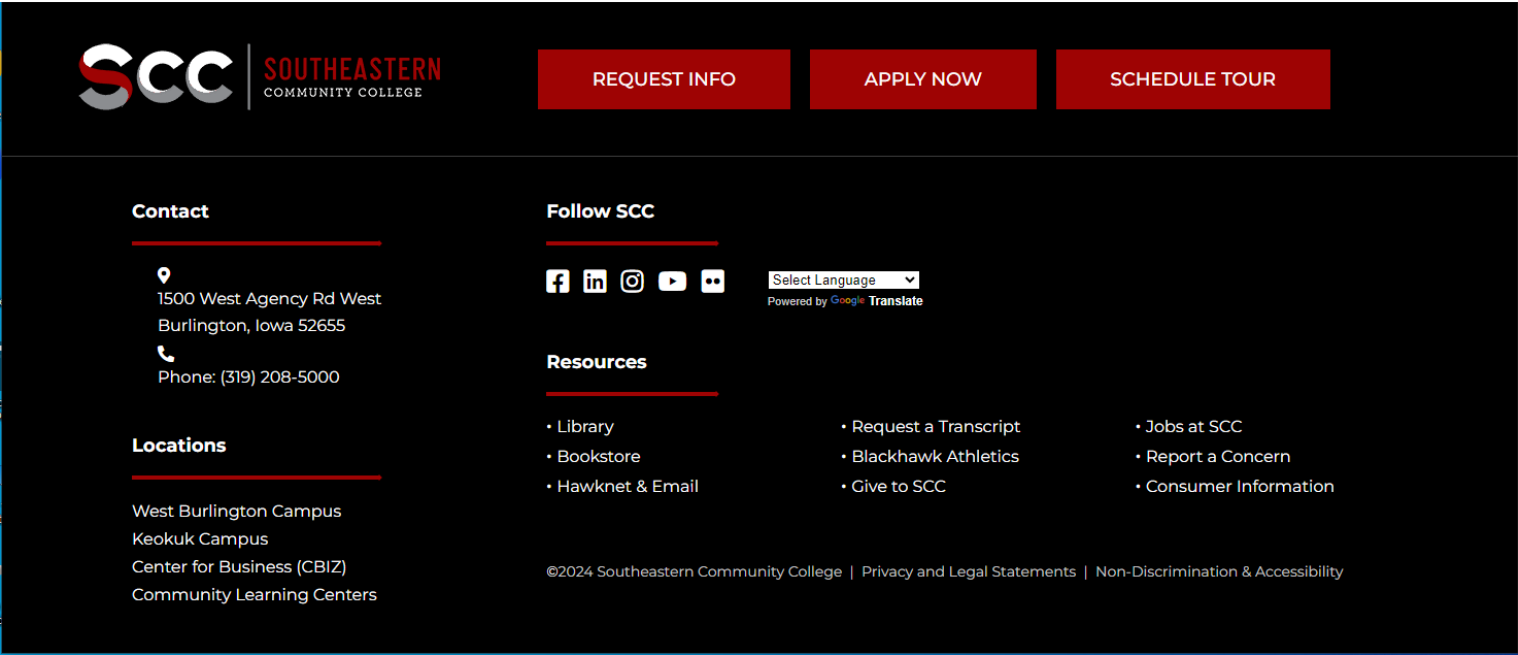 SCC SOUTHEASTERN
COMMUNITY COLLEGE
REQUEST INFO
APPLY NOW
SCHEDULE TOUR
Contact
1500 West Agency Rd West
Burlington, Iowa 52655
Phone: (319) 208-5000
Locations
West Burlington Campus
Keokuk Campus
Center for Business (CBIZ)
Community Learning Centers
Follow SCC
Select Language
Powered by Google Translate
Resources
• Library
• Bookstore
• Hawknet & Email
• Request a Transcript
• Blackhawk Athletics
• Give to SCC
• Jobs at SCC
• Report a Concern
• Consumer Information
©2024 Southeastern Community College | Privacy and Legal Statements | Non-Discrimination & Accessibility